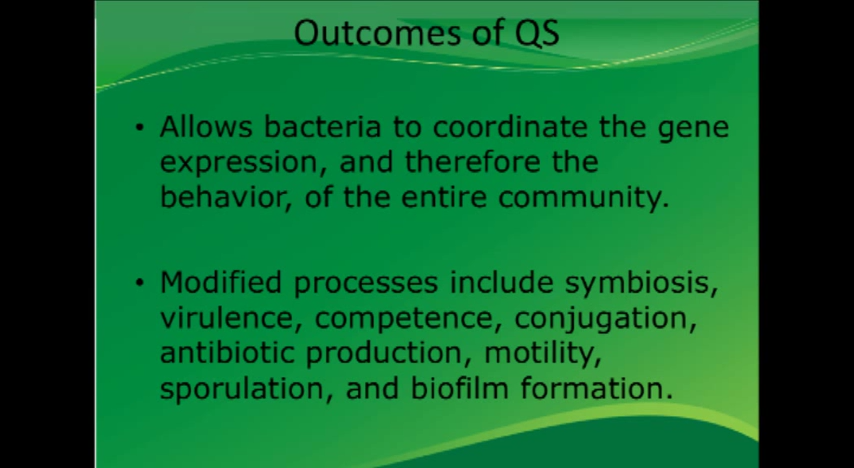 Outcomes of QS
• Allows bacteria to coordinate the gene
expression, and therefore the
behavior, of the entire community.
• Modified processes include symbiosis,
virulence, competence, conjugation,
antibiotic production, motility,
sporulation, and biofilm formation.